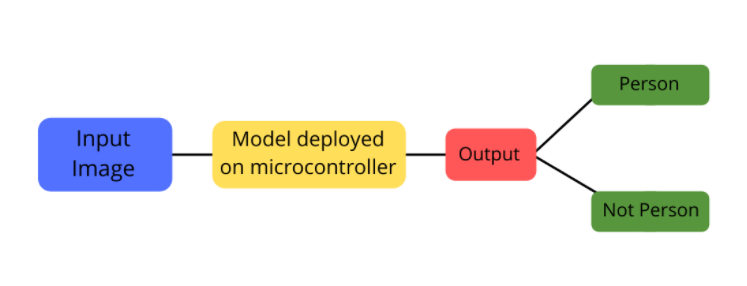 Input
Image
Model deployed
on microcontroller
Output
Person
Not Person